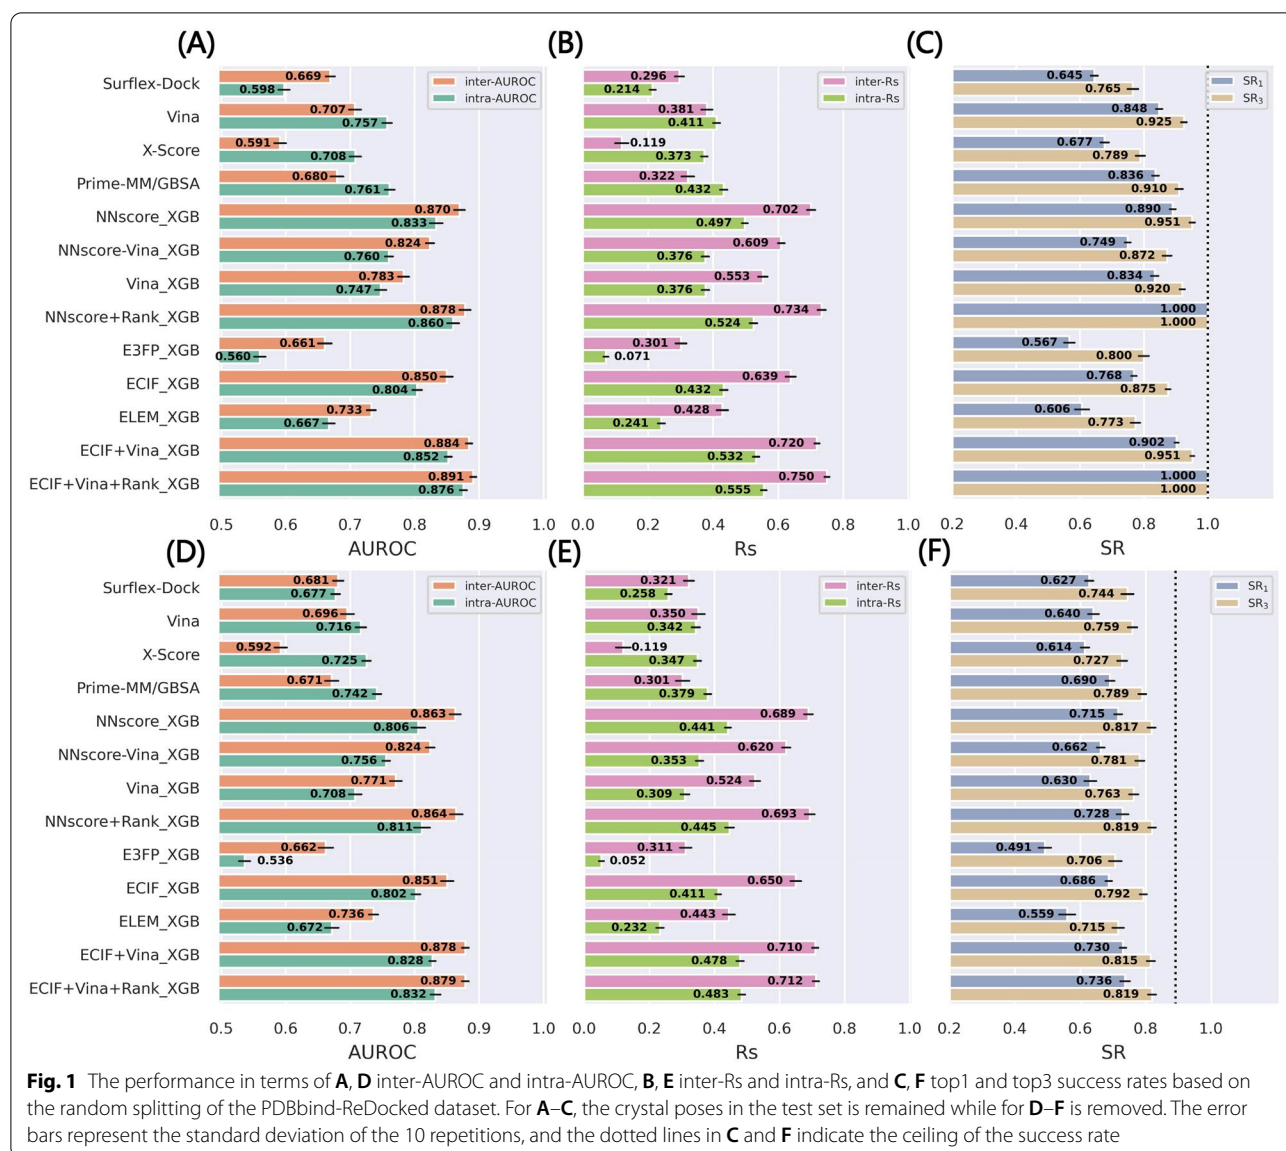 (A)
(B)
(C)
Surflex-Dock
Vina
X-Score
Prime-MM/GBSA
NNscore_XGB
NNscore-Vina_XGB
Vina_XGB
NNscore+Rank_XGB
E3FP_XGB
ECIF_XGB
ELEM_XGB
ECIF+Vina_XGB
ECIF+Vina+Rank_XGB
inter-AUROC
intra-AUROC
0.669
0.598
0.707
0.757
0.591
0.708
0.680
0.761
0.870
0.833
0.824
0.760
0.783
0.747
0.878
0.860
0.661
0.560
0.850
0.804
0.733
0.667
0.884
0.852
0.891
0.876
0.5 0.6 0.7 0.8 0.9 1.0
AUROC
inter-Rs
intra-Rs
0.296
0.214
0.381
0.411
0.119
0.373
0.322
0.432
0.702
0.497
0.609
0.376
0.553
0.376
0.734
0.524
0.301
0.071
0.639
0.432
0.428
0.241
0.720
0.532
0.750
0.555
0.0 0.2 0.4 0.6 0.8 1.0
Rs
SR1
SR3
0.645
0.765
0.848
0.925
0.677
0.789
0.836
0.910
0.890
0.951
0.749
0.872
0.834
0.920
1.000
1.000
0.567
0.800
0.768
0.875
0.606
0.773
0.902
0.951
1.000
1.000
0.2 0.4 0.6 0.8 1.0
SR
(D)
(E)
(F)
Surflex-Dock
Vina
X-Score
Prime-MM/GBSA
NNscore_XGB
NNscore-Vina_XGB
Vina_XGB
NNscore+Rank_XGB
E3FP_XGB
ECIF_XGB
ELEM_XGB
ECIF+Vina_XGB
ECIF+Vina+Rank_XGB
inter-AUROC
intra-AUROC
0.681
0.677
0.696
0.716
0.592
0.725
0.671
0.742
0.863
0.806
0.824
0.756
0.771
0.708
0.864
0.811
0.662
0.536
0.851
0.802
0.736
0.672
0.878
0.828
0.879
0.832
0.5 0.6 0.7 0.8 0.9 1.0
AUROC
inter-Rs
intra-Rs
0.321
0.258
0.350
0.342
0.119
0.347
0.301
0.379
0.689
0.441
0.620
0.353
0.524
0.309
0.693
0.445
0.311
0.052
0.650
0.411
0.443
0.232
0.710
0.478
0.712
0.483
0.0 0.2 0.4 0.6 0.8 1.0
Rs
SR1
SR3
0.627
0.744
0.640
0.759
0.614
0.727
0.690
0.789
0.715
0.817
0.662
0.781
0.630
0.763
0.728
0.819
0.491
0.706
0.686
0.792
0.559
0.715
0.730
0.815
0.736
0.819
0.2 0.4 0.6 0.8 1.0
SR
Fig. 1 The performance in terms of A, D inter-AUROC and intra-AUROC, B, E inter-Rs and intra-Rs, and C, F top1 and top3 success rates based on
the random splitting of the PDBbind-ReDocked dataset. For A–C, the crystal poses in the test set is remained while for D–F is removed. The error
bars represent the standard deviation of the 10 repetitions, and the dotted lines in C and F indicate the ceiling of the success rate